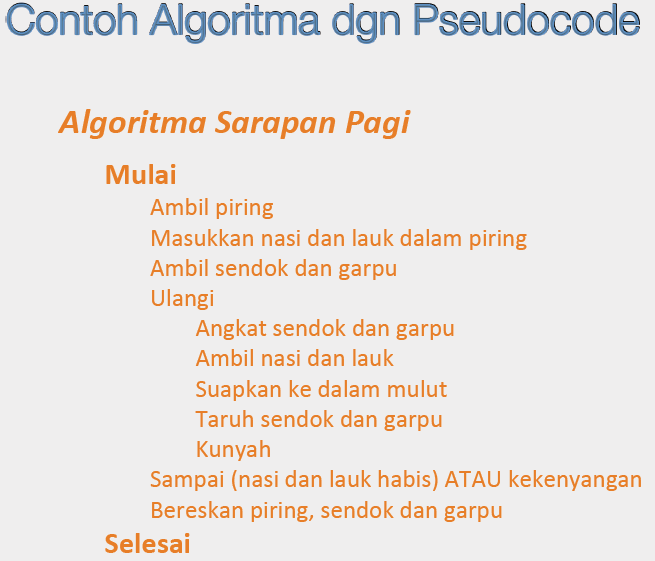 Contoh Algoritma dgn Pseudocode
Algoritma Sarapan Pagi
Mulai
Ambil piring
Masukkan nasi dan lauk dalam piring
Ambil sendok dan garpu
Ulangi
Angkat sendok dan garpu
Ambil nasi dan lauk
Suapkan ke dalam mulut
Taruh sendok dan garpu
Kunyah
Sampai (nasi dan lauk habis) ATAU kekenyangan
Bereskan piring, sendok dan garpu
Selesai